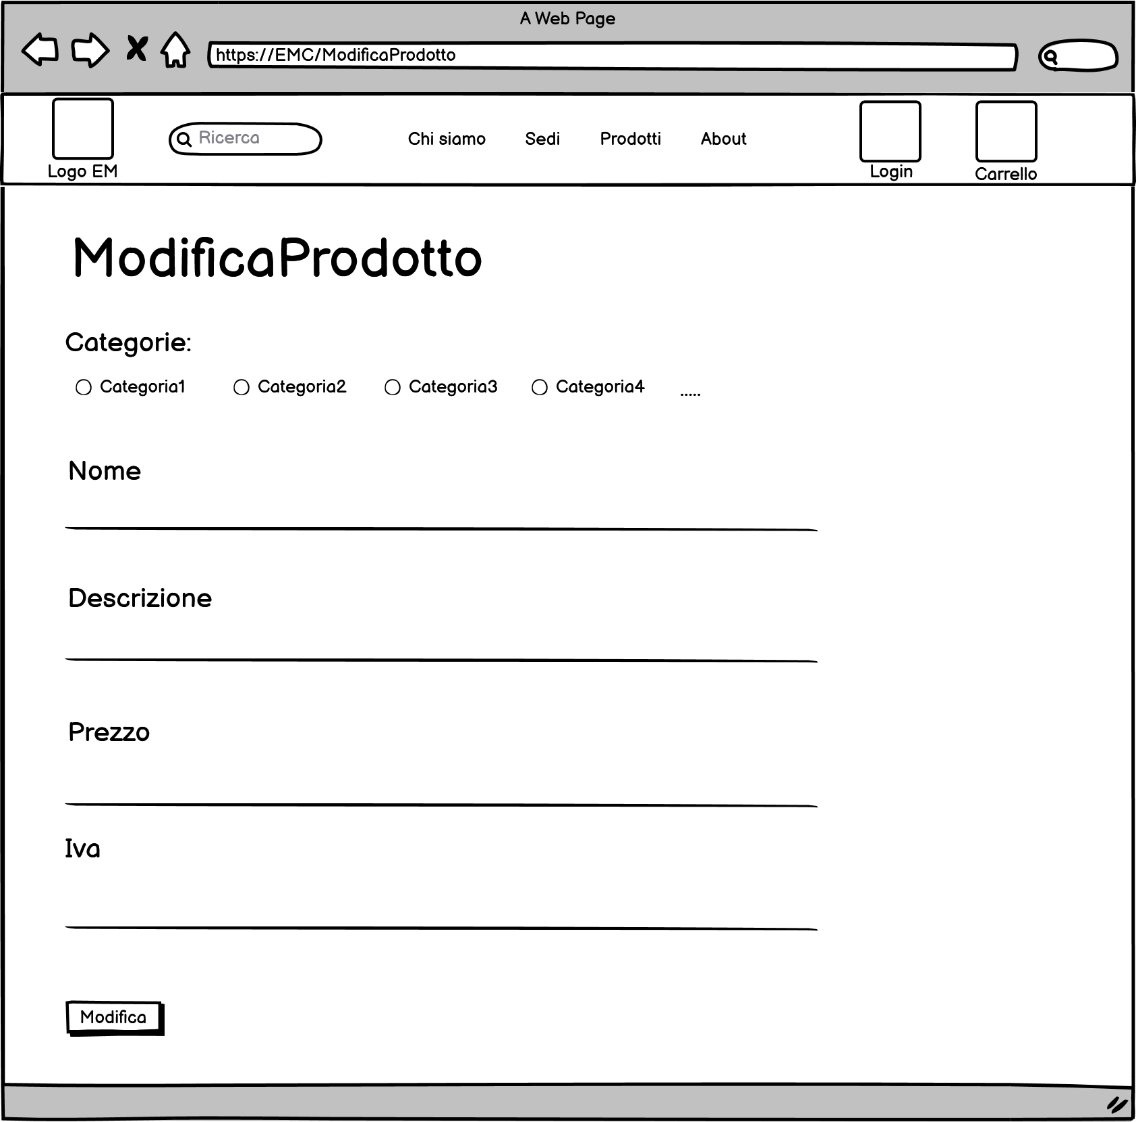 A Web Page
https://EMC/ModificaProdotto
Ricerca Chi siamo Sedi Prodotti About
Logo EM Login Carrello
ModificaProdotto
Categorie:
Categoria1 Categoria2 Categoria3 Categoria4 .....
Nome
Descrizione
Prezzo
Iva
Modifica